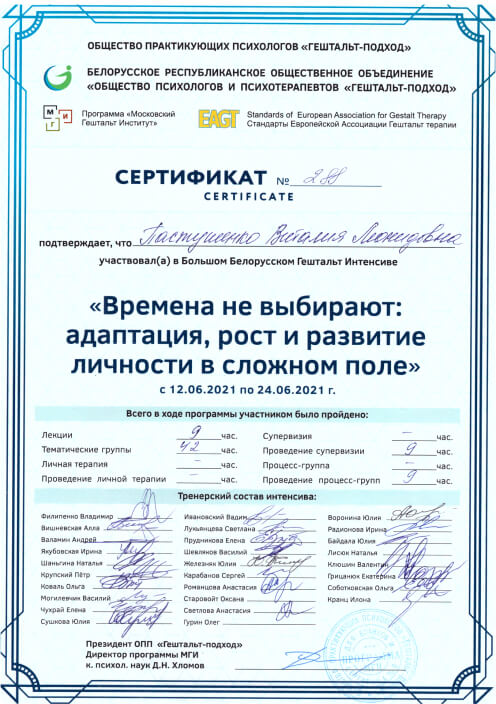 ОБЩЕСТВО ПРАКТИКУЮЩИХ ПСИХОЛОГОВ «ГЕШТАЛЬТ-ПОДХОД»
БЕЛОРУССКОЕ РЕСПУБЛИКАНСКОЕ ОБЩЕСТВЕННОЕ ОБЪЕДИНЕНИЕ
«ОБЩЕСТВО ПСИХОЛОГОВ И ПСИХОТЕРАПЕВТОВ «ГЕШТАЛЬТ-ПОДХОД»
М И Г Программа «Московский Гештальт Институт»
EAGT Standards of European Association for Gestalt Therapy
Стандарты Европейской Ассоциации Гештальт терапии
СЕРТИФИКАТ № 288
CERTIFICATE
подтверждает, что Пастушенко Виталия Леонидовна
участвовал(а) в Большом Белорусском Гештальт Интенсиве
«Времена не выбирают:
адаптация, рост и развитие
личности в сложном поле»
с 12.06.2021 по 24.06.2021 г.
Всего в ходе программы участником было пройдено:
Лекции 9 час. Супервизия – час.
Тематические группы 42 час. Проведение супервизии 9 час.
Личная терапия – час. Процесс-группа – час.
Проведение личной терапии – час. Проведение процесс-групп 9 час.
Тренерский состав интенсива:
Филипенко Владимир Ивановский Вадим Воронина Юлия
Вишневская Алла Лукьянцева Светлана Радионова Ирина
Валамин Андрей Прудникова Елена Байдала Юлия
Якубовская Ирина Шевляков Василий Лисюк Наталья
Шаныгина Наталья Железняк Юлия Клюшин Валентин
Крупский Пётр Карабанов Сергей Грицанюк Екатерина
Коваль Ольга Романцова Анастасия Соботковская Ольга
Могилевчик Василий Старовойт Оксана Кранц Илона
Чухрай Елена Светлова Анастасия
Сушкова Юлия Гурин Олег
Президент ОПП «Гештальт-подход»
Директор программы МГИ
к. психол. наук Д.Н. Хломов